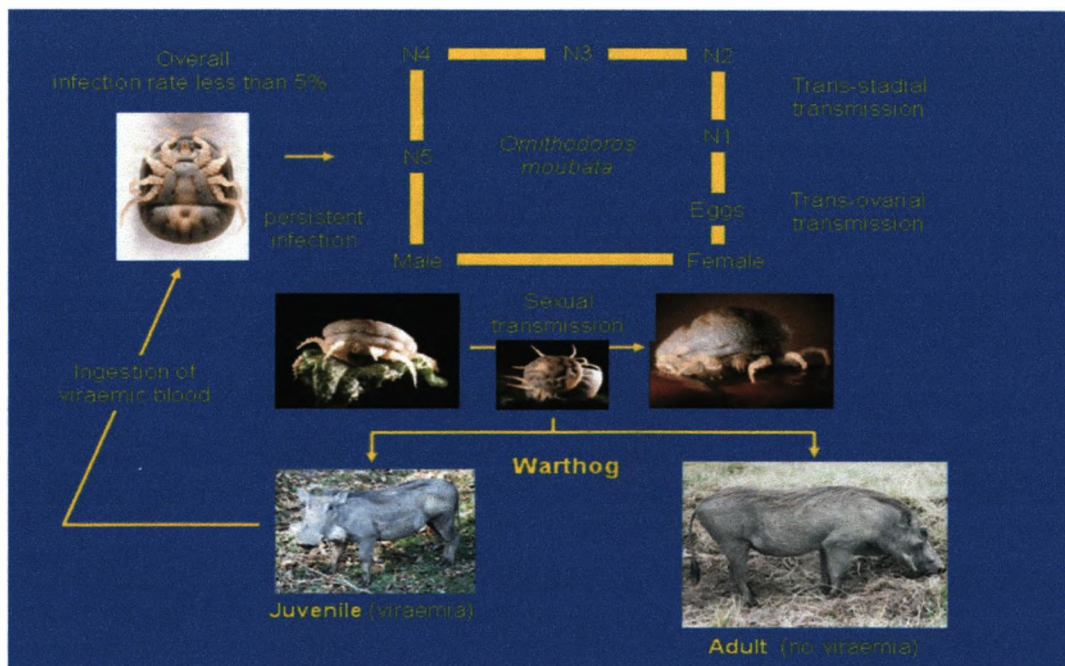 Overall
infection rate less than 5%
N4
N3
N2
Trans-stadial
transmission
N5
Ornithodoros
moubata
N1
persistent
infection
Eggs
Trans-ovarial
transmission
Male
Female
Sexual
transmission
Ingestion of
viraemic blood
Warthog
Juvenile (viraemia)
Adult (no viraemia)